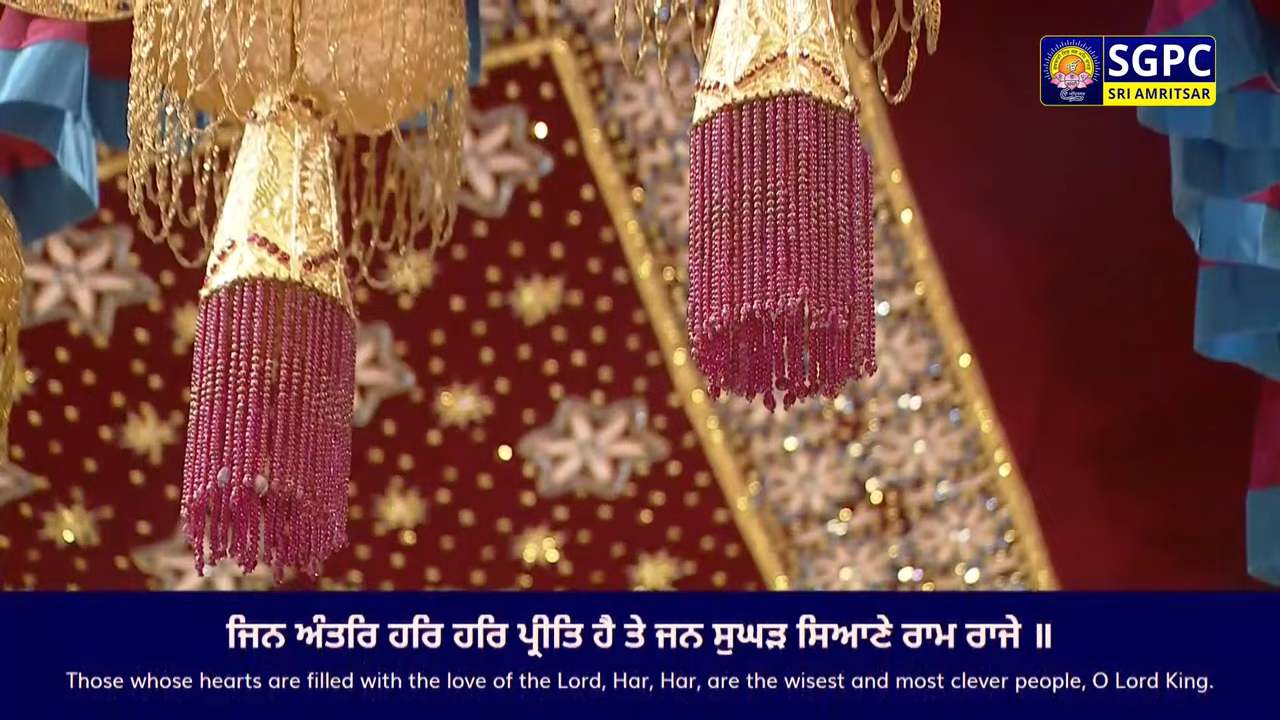 SGPC
SRI AMRITSAR
ਜਿਨ ਅੰਤਰਿ ਹਰਿ ਹਰਿ ਪ੍ਰੀਤਿ ਹੈ ਤੇ ਜਨ ਸੁਘੜ ਸਿਆਣੇ ਰਾਮ ਰਾਜੇ ॥
Those whose hearts are filled with the love of the Lord, Har, Har, are the wisest and most clever people, O Lord King.